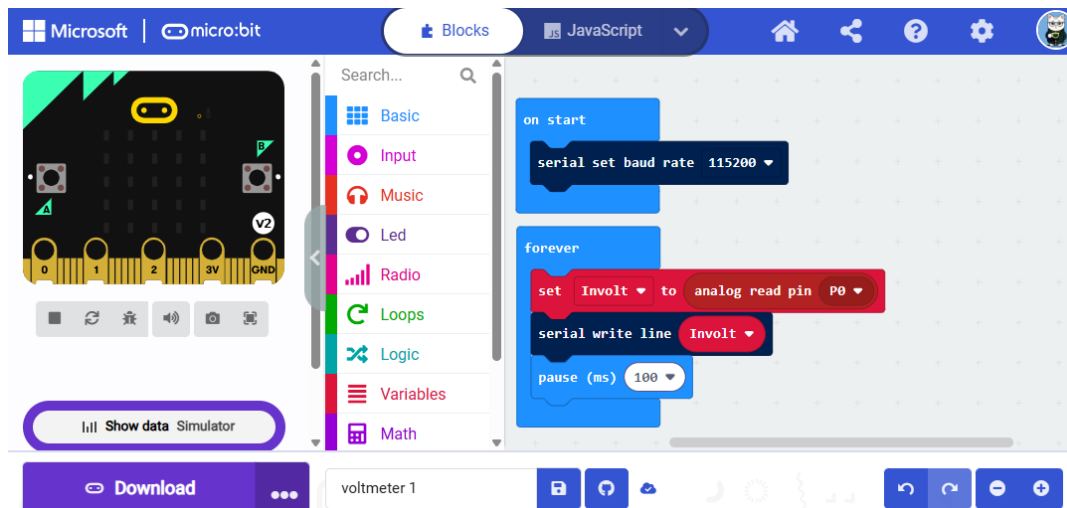 Microsoft micro:bit Blocks JS JavaScript
Search...
Basic
Input
Music
Led
Radio
Loops
Logic
Variables
Math
B
A
V2
0 1 2 3V GND
Show data Simulator
on start
serial set baud rate 115200
forever
set Involt to analog read pin P0
serial write line Involt
pause (ms) 100
Download
voltmeter 1